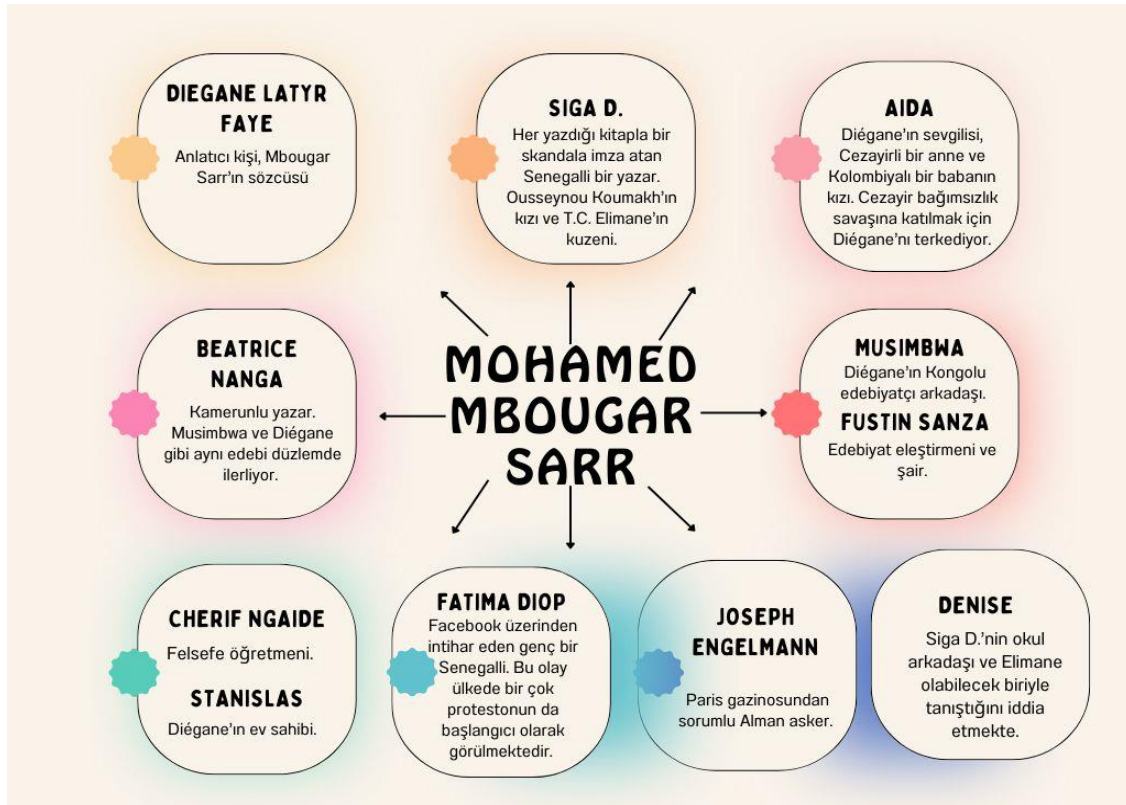 DIEGANE LATYR
FAYE
Anlatıcı kişi, Mbougar
Sarr'ın sözcüsü
SIGA D.
Her yazdığı kitapla bir
skandala imza atan
Senegalli bir yazar.
Ousseynou Koumakh'ın
kızı ve T.C. Elimane'ın
kuzeni.
AIDA
Diégane'ın sevgilisi,
Cezayirli bir anne ve
Kolombiyalı bir babanın
kızı. Cezayir bağımsızlık
savaşına katılmak için
Diégane'nı terkediyor.
BEATRICE
NANGA
Kamerunlu yazar.
Musimbwa ve Diégane
gibi aynı edebi düzlemde
ilerliyor.
MOHAMED
MBOUGAR
SARR
MUSIMBWA
Diégane'ın Kongolu
edebiyatçı arkadaşı.
FUSTIN SANZA
Edebiyat eleştirmeni ve
şair.
CHERIF NGAIDE
Felsefe öğretmeni.
STANISLAS
Diégane'ın ev sahibi.
FATIMA DIOP
Facebook üzerinden
intihar eden genç bir
Senegalli. Bu olay
ülkede bir çok
protestonun da
başlangıcı olarak
görülmektedir.
JOSEPH
ENGELMANN
Paris gazinosundan
sorumlu Alman asker.
DENISE
Siga D.'nin okul
arkadaşı ve Elimane
olabilecek biriyle
tanıştığını iddia
etmekte.